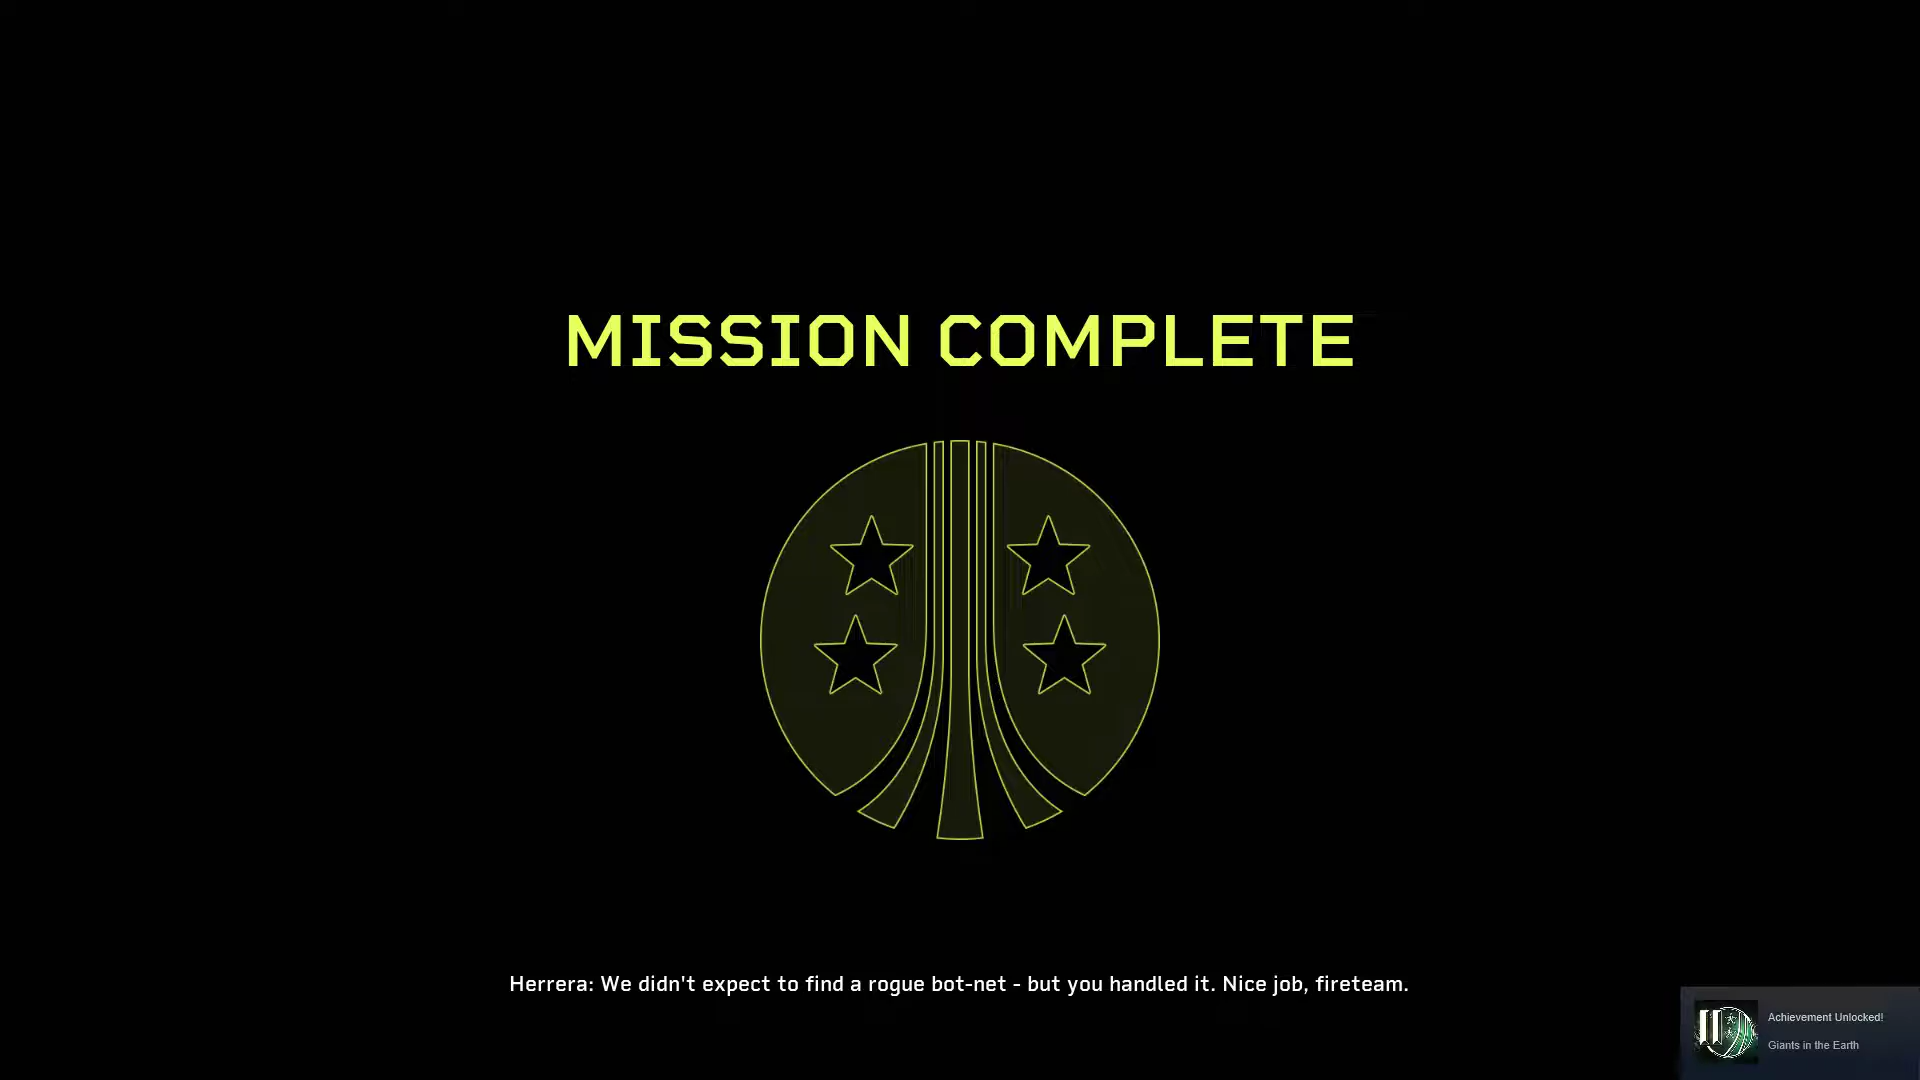 MISSION COMPLETE
Herrera: We didn't expect to find a rogue bot-net - but you handled it. Nice job, fireteam.
Achievement Unlocked!
Giants in the Earth